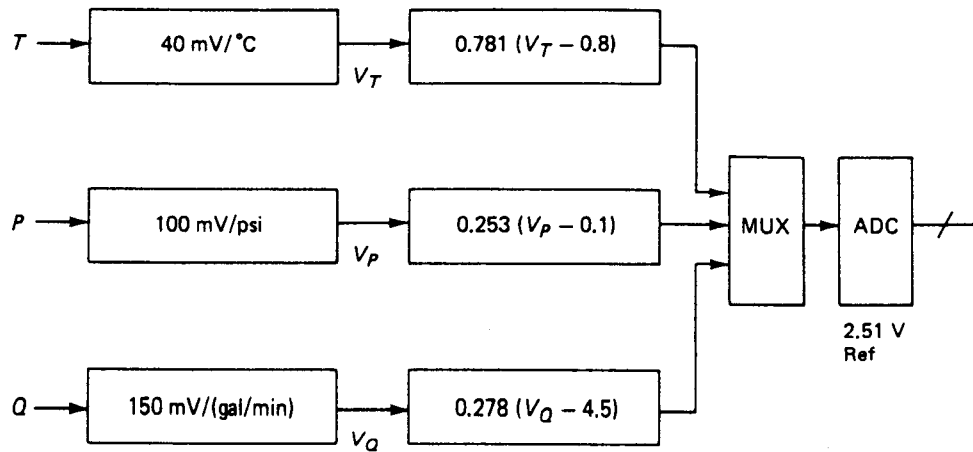 T
40 mV/°C
V_T
0.781 (V_T − 0.8)
P
100 mV/psi
V_P
0.253 (V_P − 0.1)
MUX
ADC
2.51 V
Ref
Q
150 mV/(gal/min)
V_Q
0.278 (V_Q − 4.5)